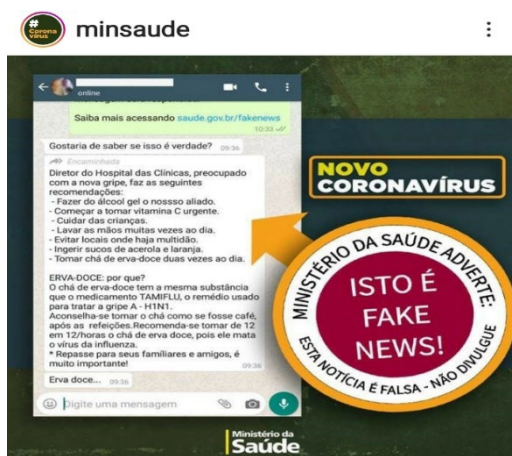 # Corona vírus
minsaude
online
Saiba mais acessando saude.gov.br/fakenews
10:33
Gostaria de saber se isso é verdade? 09:36
Encaminhada
Diretor do Hospital das Clínicas, preocupado
com a nova gripe, faz as seguintes
recomendações:
- Fazer do álcool gel o nossso aliado.
- Começar a tomar vitamina C urgente.
- Cuidar das crianças.
- Lavar as mãos muitas vezes ao dia.
- Evitar locais onde haja multidão.
- Ingerir sucos de acerola e laranja.
- Tomar chá de erva-doce duas vezes ao dia.
ERVA-DOCE: por que?
O chá de erva-doce tem a mesma substância
que o medicamento TAMIFLU, o remédio usado
para tratar a gripe A - H1N1.
Aconselha-se tomar o chá como se fosse café,
após as refeições.Recomenda-se tomar de 12
em 12/horas o chá de erva doce, pois ele mata
o vírus da influenza.
* Repasse para seus famíliares e amigos, é
muito importante!
09:36
Erva doce... 09:36
Digite uma mensagem
NOVO
CORONAVÍRUS
MINISTÉRIO DA SAÚDE ADVERTE:
ISTO É
FAKE
NEWS!
ESTA NOTÍCIA É FALSA - NÃO DIVULGUE
Ministério da
Saúde